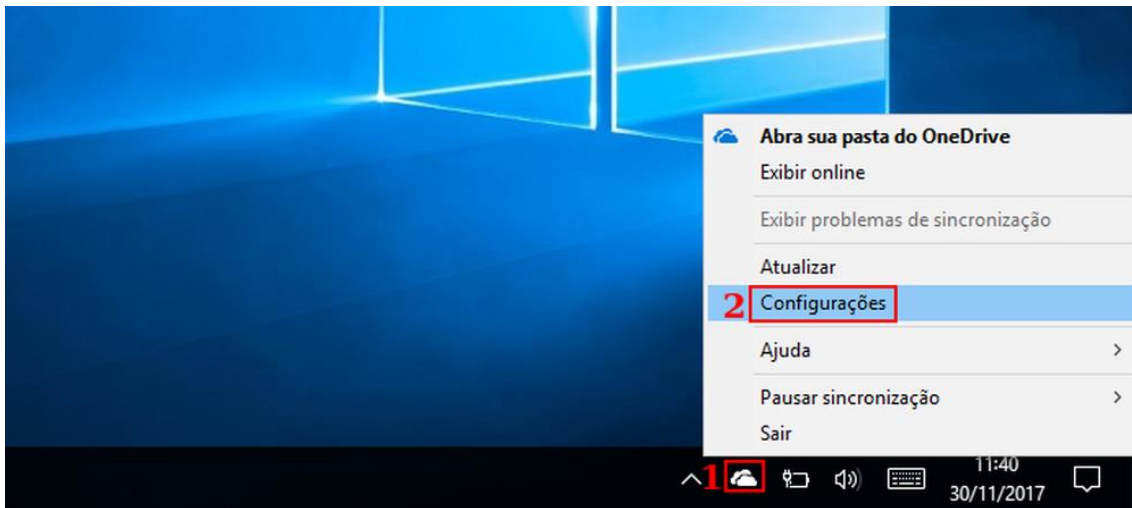 Abra sua pasta do OneDrive
Exibir online
Exibir problemas de sincronização
Atualizar
2 Configurações
Ajuda
Pausar sincronização
Sair
1
11:40
30/11/2017